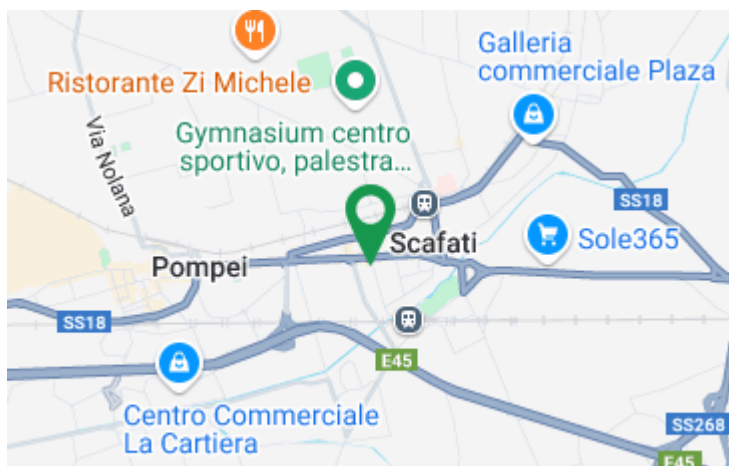 Galleria
commerciale Plaza
Ristorante Zi Michele
Via Nolana
Gymnasium centro
sportivo, palestra...
SS18
Scafati
Sole365
Pompei
SS18
E45
Centro Commerciale
La Cartiera
SS268
E45